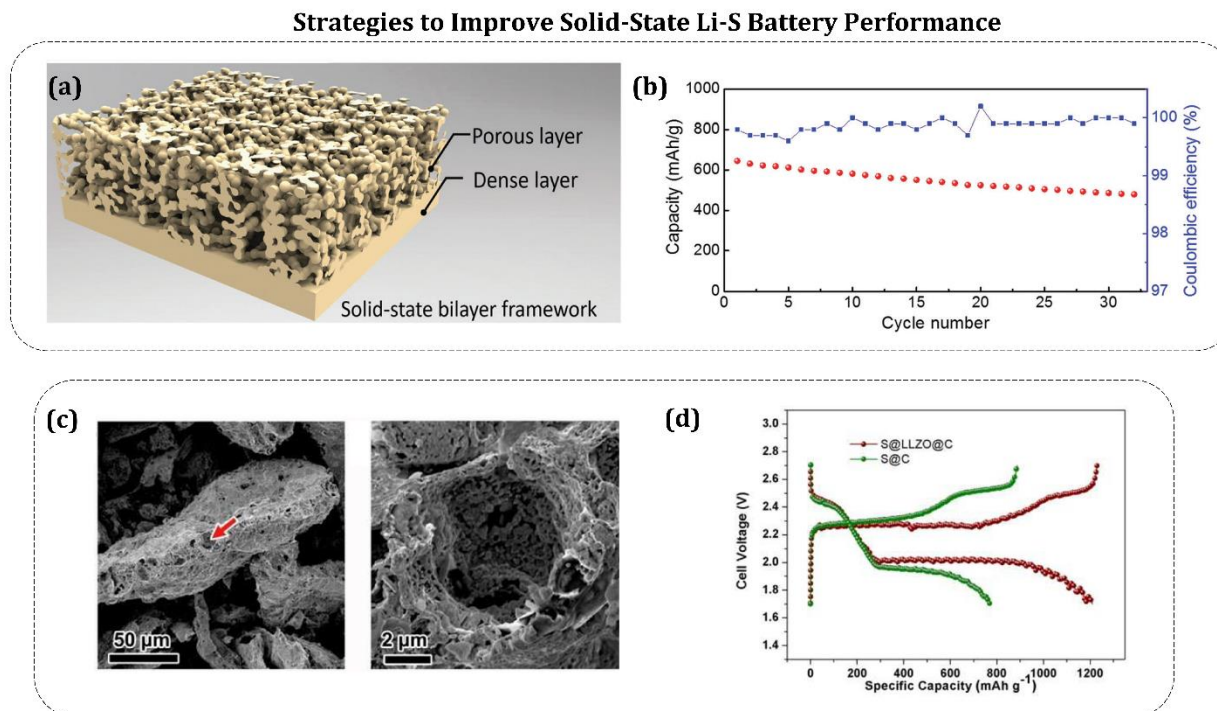 Strategies to Improve Solid-State Li-S Battery Performance
(a)
Porous layer
Dense layer
Solid-state bilayer framework
(b)
1000
800
600
400
200
0
Capacity (mAh/g)
0 5 10 15 20 25 30
Cycle number
100
99
98
97
Coulombic efficiency (%)
(c)
50 µm
2 µm
(d)
S@LLZO@C
S@C
3.0
2.8
2.6
2.4
2.2
2.0
1.8
1.6
1.4
Cell Voltage (V)
0 200 400 600 800 1000 1200
Specific Capacity (mAh g⁻¹)